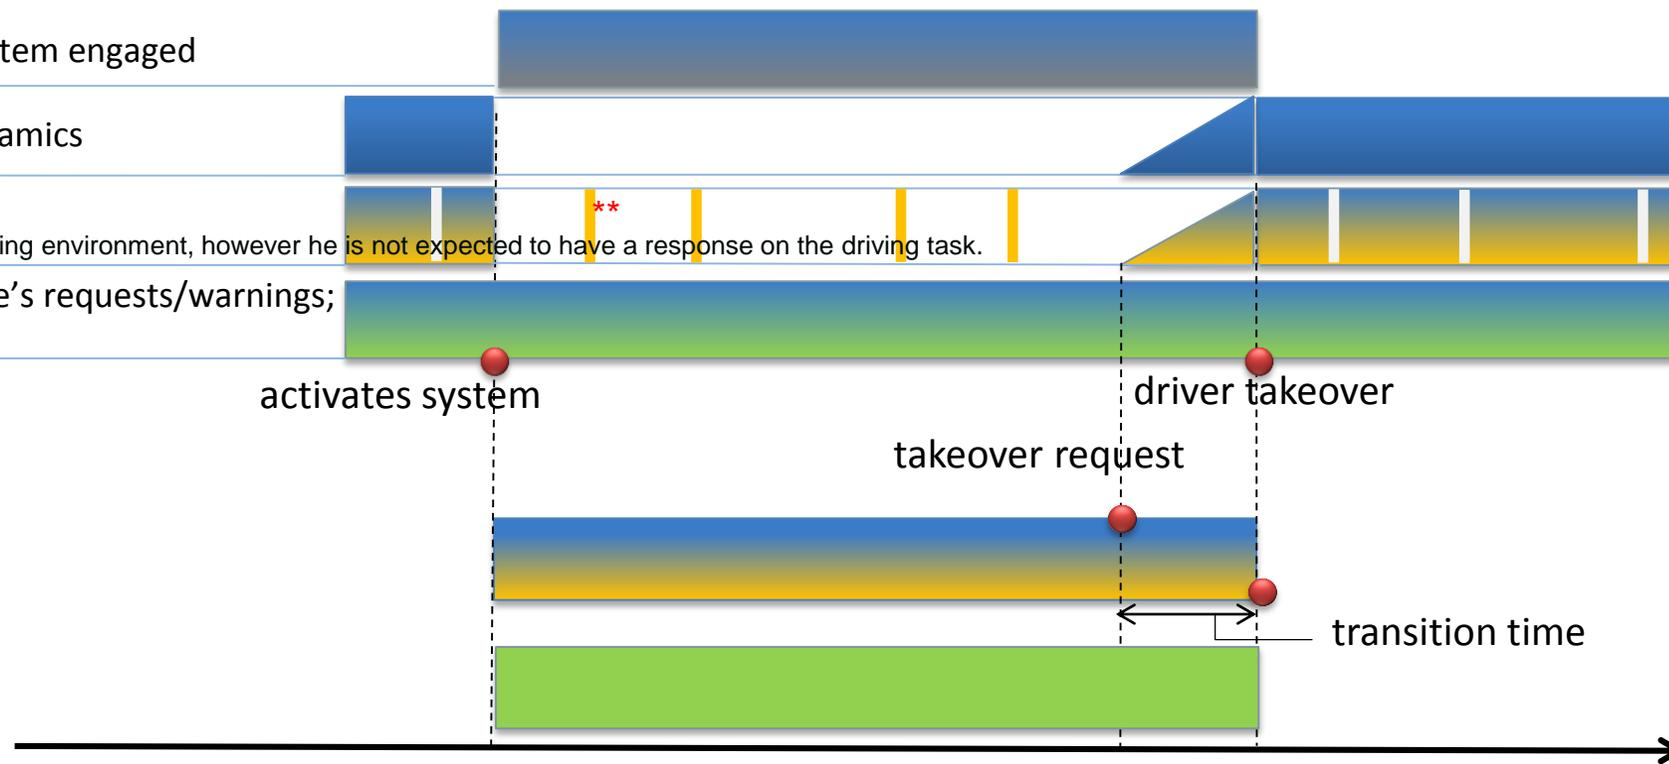 tem engaged
amics
**
ing environment, however he is not expected to have a response on the driving task.
e’s requests/warnings;
activates system
driver takeover
takeover request
transition time